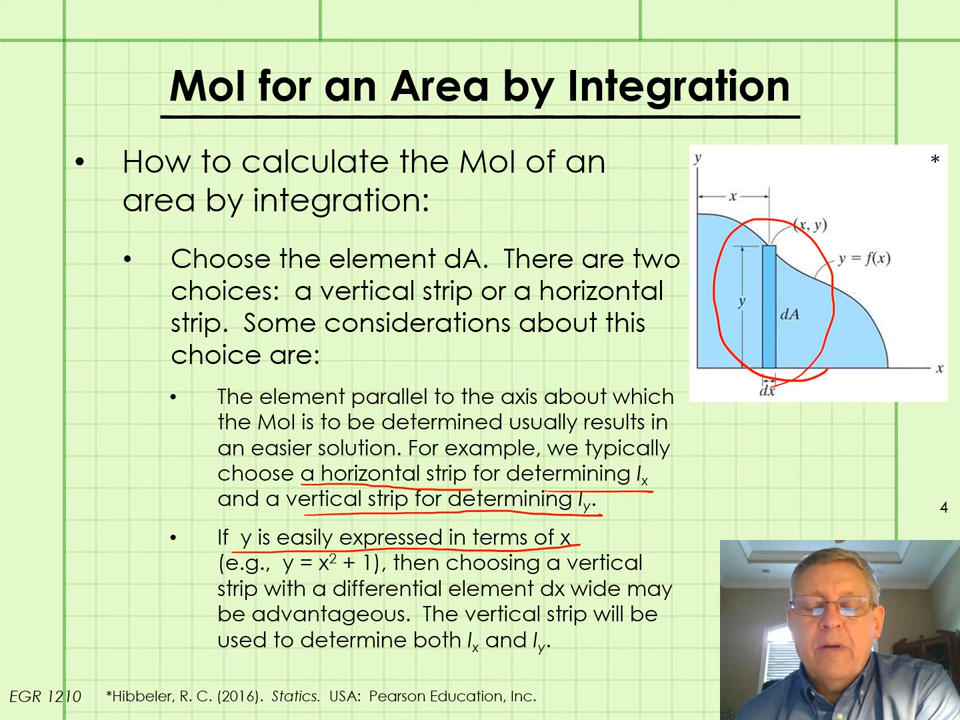 MoI for an Area by Integration
• How to calculate the MoI of an
area by integration:
• Choose the element dA. There are two
choices: a vertical strip or a horizontal
strip. Some considerations about this
choice are:
• The element parallel to the axis about which
the MoI is to be determined usually results in
an easier solution. For example, we typically
choose a horizontal strip for determining Ix
and a vertical strip for determining Iy.
• If y is easily expressed in terms of x
(e.g., y = x² + 1), then choosing a vertical
strip with a differential element dx wide may
be advantageous. The vertical strip will be
used to determine both Ix and Iy.
y
*
x
(x, y)
y = f(x)
y
dA
x
dx
4
EGR 1210 *Hibbeler, R. C. (2016). Statics. USA: Pearson Education, Inc.